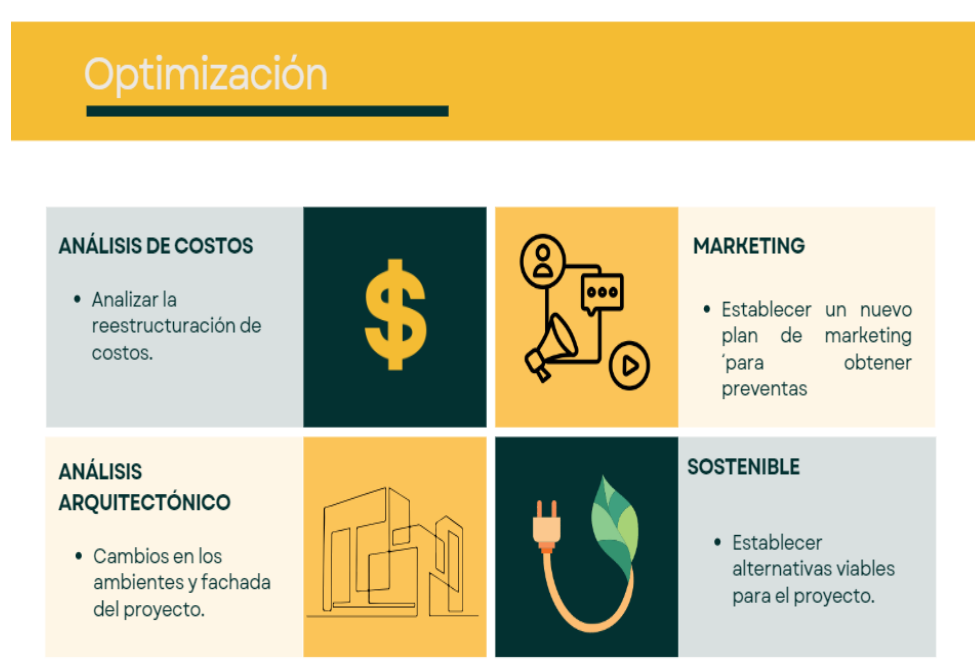 Optimización
ANÁLISIS DE COSTOS
• Analizar la
reestructuración de
costos.
$
MARKETING
• Establecer un nuevo
plan de marketing
´para obtener
preventas
ANÁLISIS
ARQUITECTÓNICO
• Cambios en los
ambientes y fachada
del proyecto.
SOSTENIBLE
• Establecer
alternativas viables
para el proyecto.